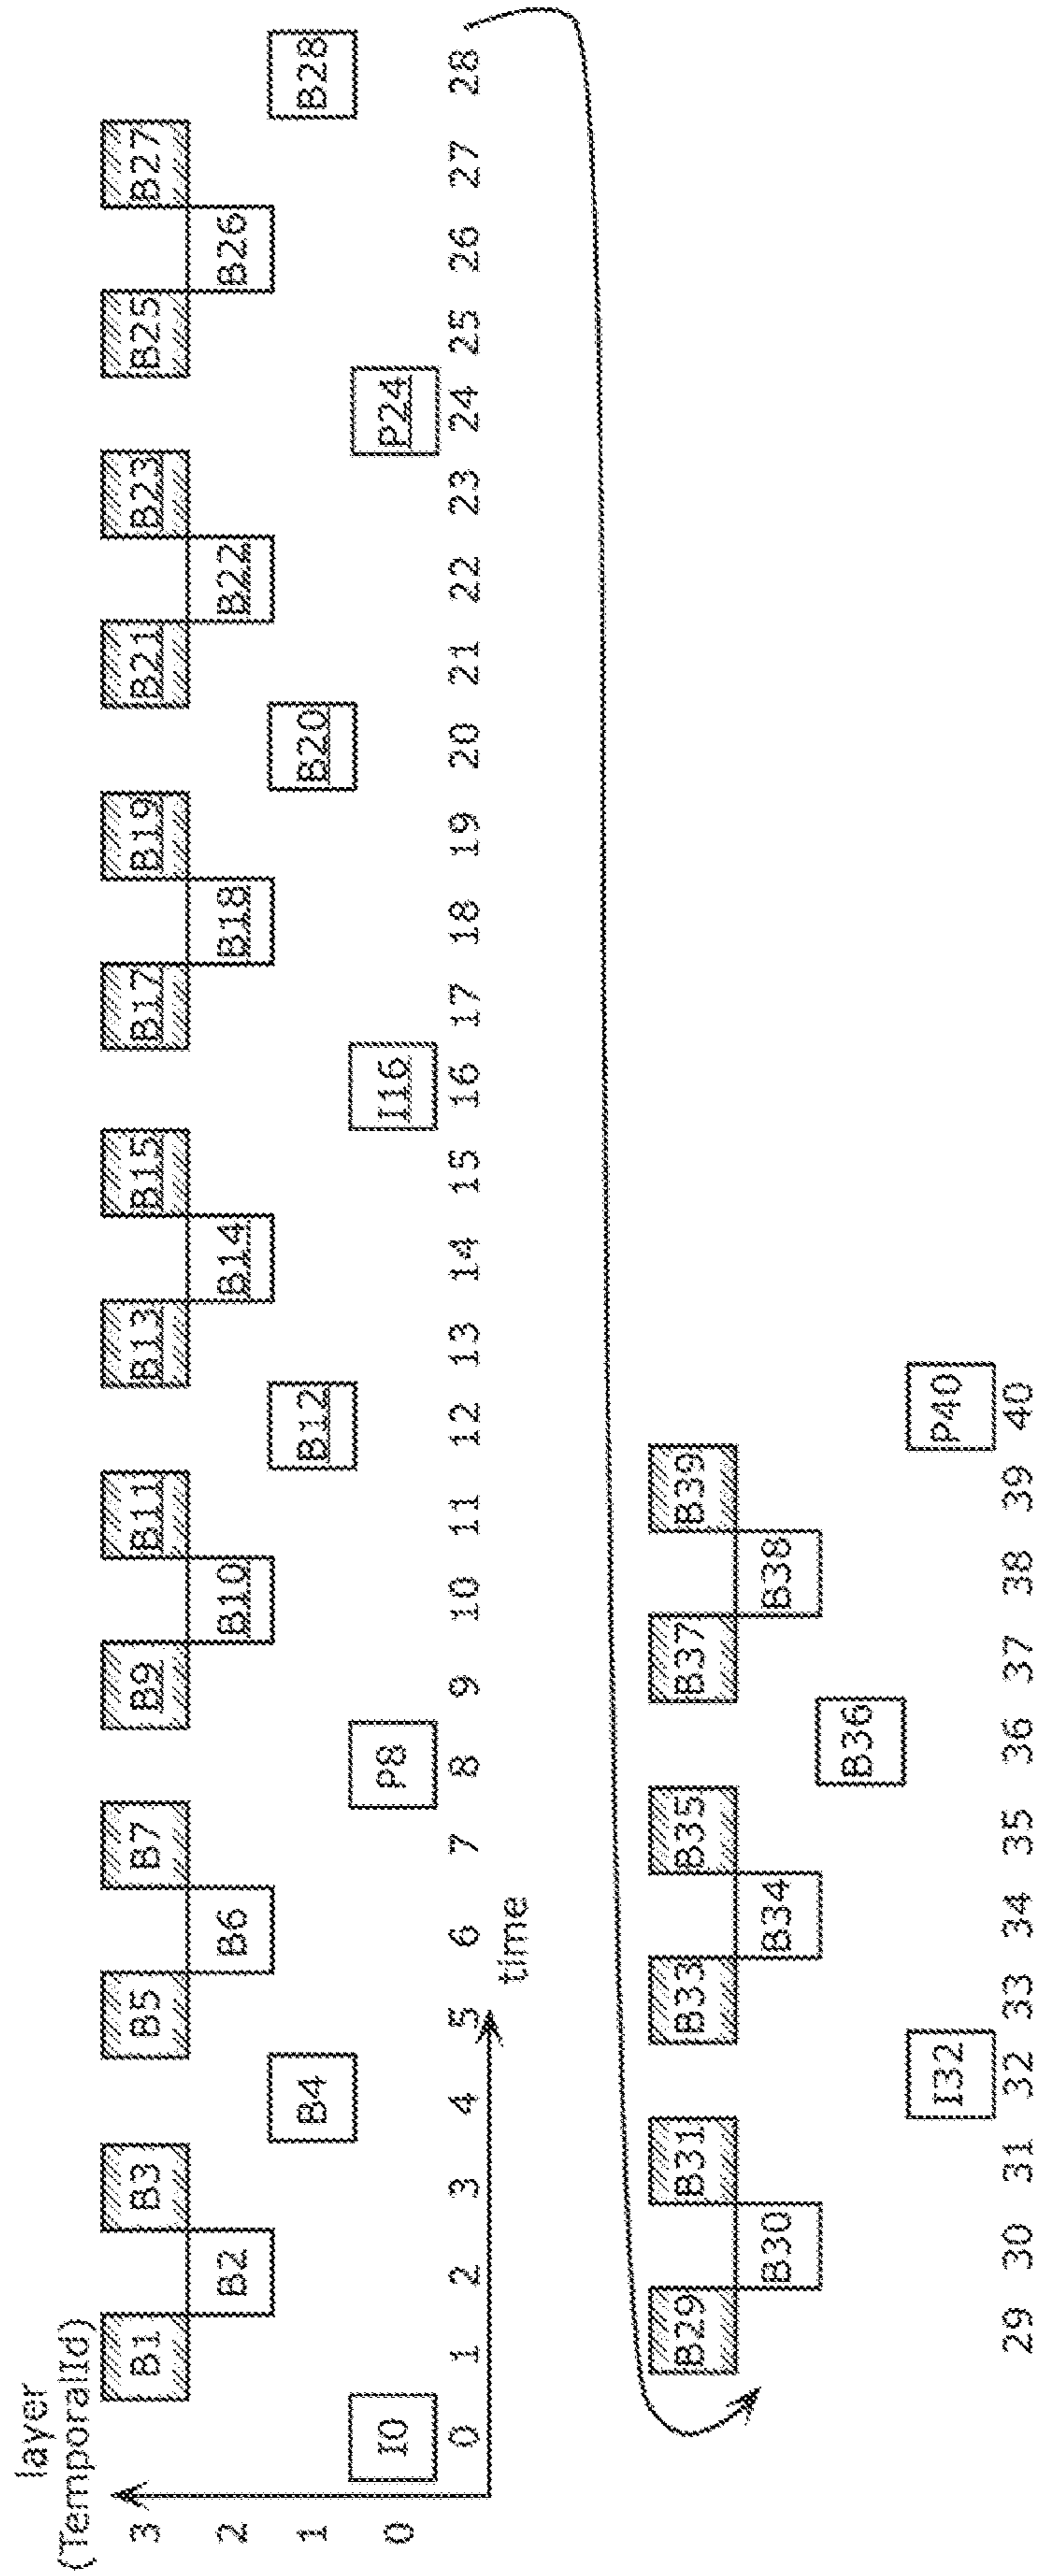 layer
(TemporalId)
3 B1 B3 B5 B7 B9 B11 B13 B15 B17 B19 B21 B23 B25 B27
2 B2 B6 B10 B14 B18 B22 B26
1 B4 B12 B20 B28
0 I0 P8 I16 P24
0 1 2 3 4 5 6 7 8 9 10 11 12 13 14 15 16 17 18 19 20 21 22 23 24 25 26 27 28
time
B29 B31 B33 B35 B37 B39
B30 B34 B38
B36
I32 P40
29 30 31 32 33 34 35 36 37 38 39 40